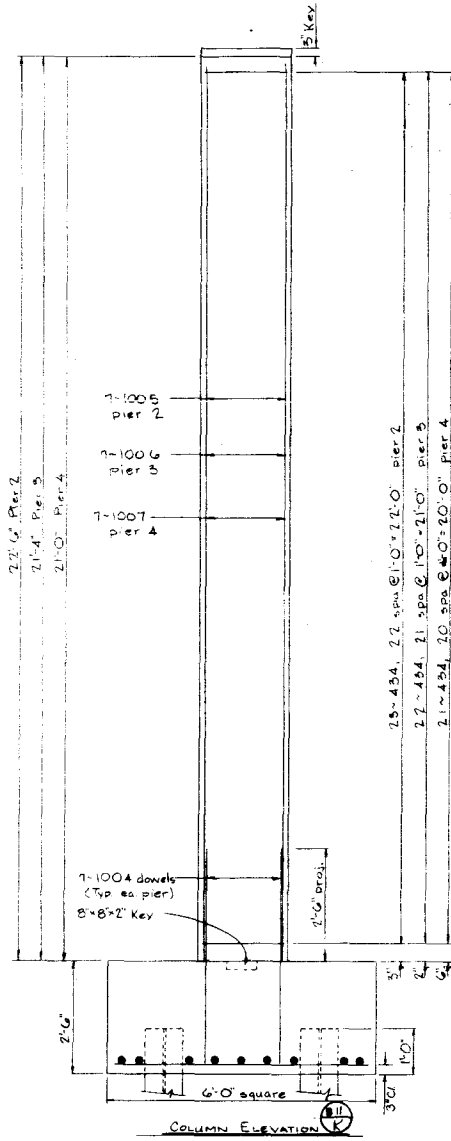 3" Key
7-1005
pier 2
7-1006
pier 3
7-1007
pier 4
22'-6" Pier 2
21'-4" Pier 3
21'-0" Pier 4
23~434, 22 spa @ 1'-0" = 22'-0" pier 2
22~434, 21 spa @ 1'-0" = 21'-0" pier 3
21~434, 20 spa @ 1'-0" = 20'-0" pier 4
7-1004 dowels
(Typ. ea. pier)
8"x8"x2" Key
2'-6" proj.
3"
2"
6"
2'-6"
1'-0"
3" Cl.
6'-0" square
COLUMN ELEVATION
B11
K